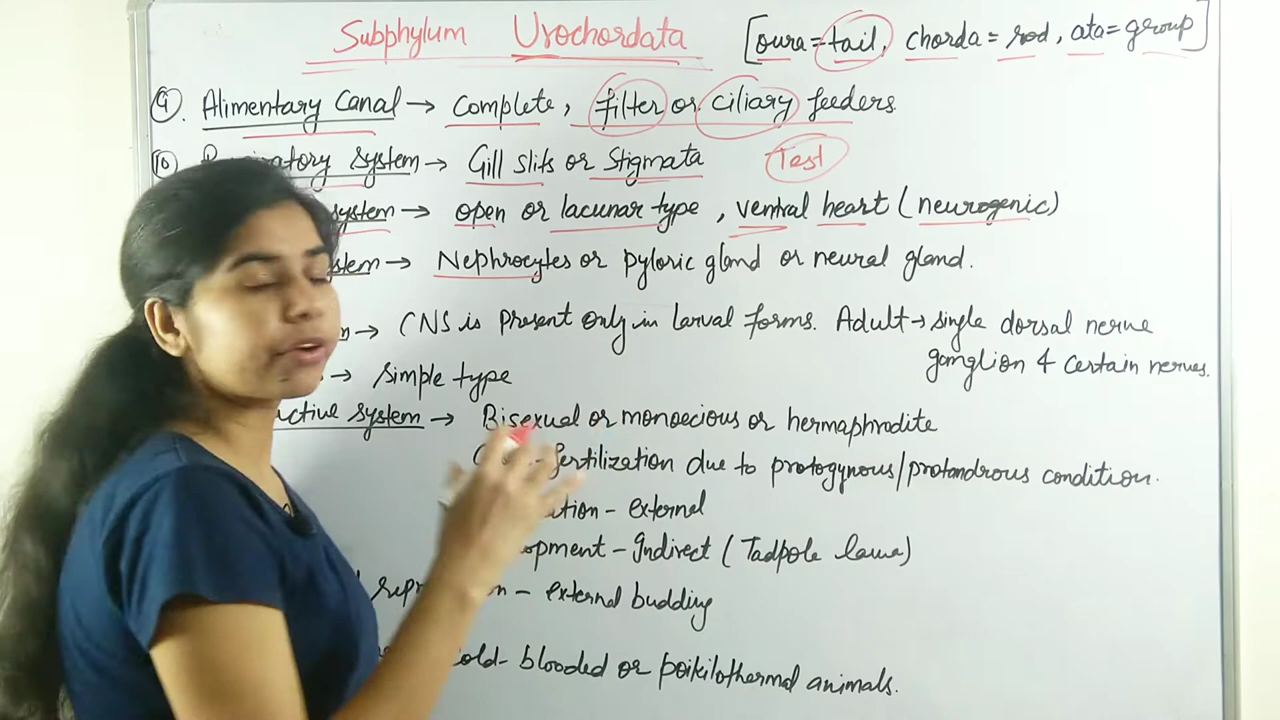 Subphylum Urochordata [oura=tail, chorda=rod, ata=group]
9. Alimentary Canal → complete, filter or ciliary feeders
10 system → Gill slits or Stigmata Test
system → open or lacunar type, ventral heart (neurogenic)
→ Nephrocytes or pyloric gland or neural gland.
→ CNS is present only in larval forms. Adult → single dorsal nerve
ganglion & certain nerves.
→ simple type
system → Bisexual or monoecious or hermaphrodite
fertilization due to protogynous/protandrous condition.
- external
- Indirect (Tadpole larva)
- external budding
blooded or poikilothermal animals.